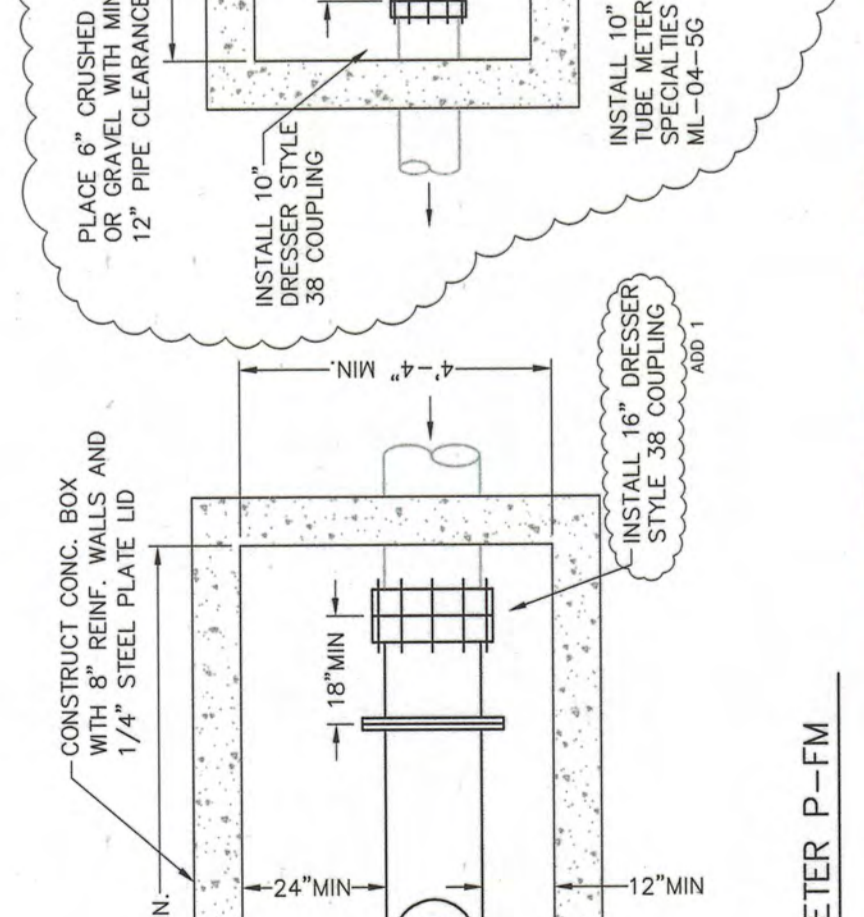 PLACE 6" CRUSHED
OR GRAVEL WITH MIN
12" PIPE CLEARANCE
INSTALL 10"
DRESSER STYLE
38 COUPLING
INSTALL 10"
TUBE METER
SPECIALTIES
ML-04-5G
CONSTRUCT CONC. BOX
WITH 8" REINF. WALLS AND
1/4" STEEL PLATE LID
4'-4" MIN.
INSTALL 16" DRESSER
STYLE 38 COUPLING
ADD 1
18"MIN
N.
24"MIN
12"MIN
ETER P-FM